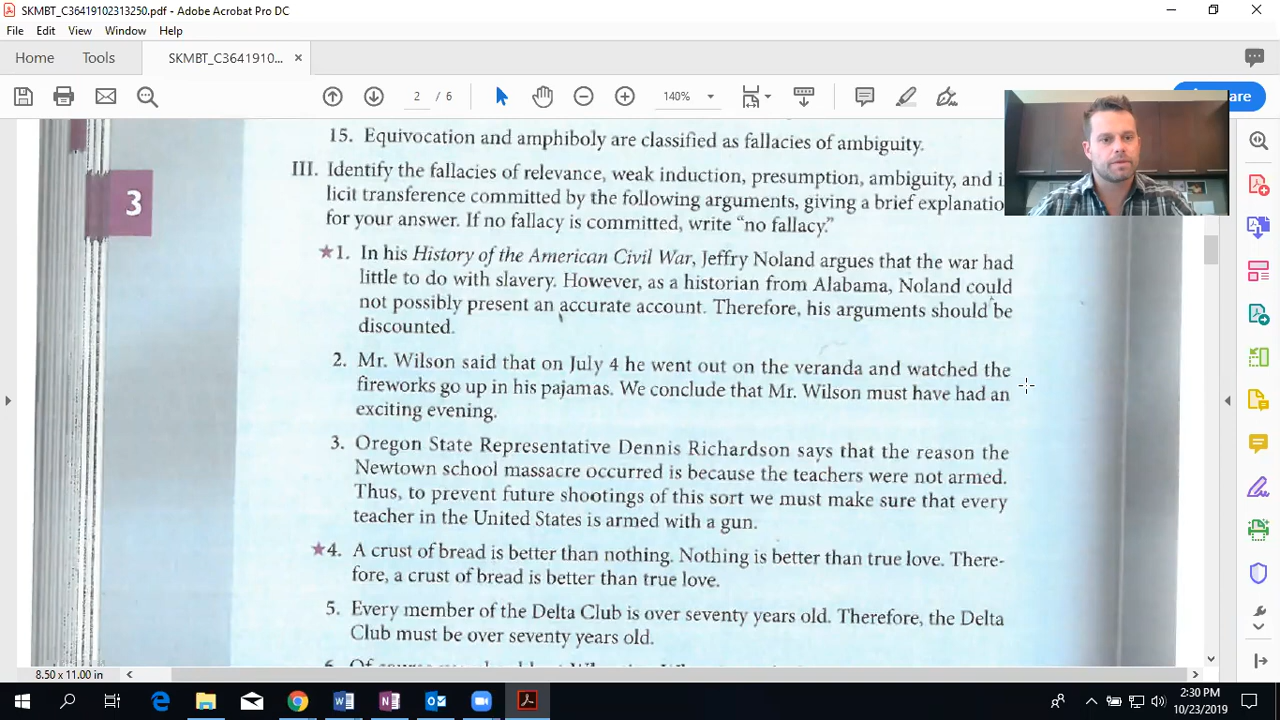 SKMBT_C36419102313250.pdf - Adobe Acrobat Pro DC
File Edit View Window Help
Home Tools SKMBT_C3641910... ×
2 / 6 140%
15. Equivocation and amphiboly are classified as fallacies of ambiguity.
III. Identify the fallacies of relevance, weak induction, presumption, ambiguity, and i
licit transference committed by the following arguments, giving a brief explanatio
for your answer. If no fallacy is committed, write “no fallacy.”
3
★1. In his History of the American Civil War, Jeffry Noland argues that the war had
little to do with slavery. However, as a historian from Alabama, Noland could
not possibly present an accurate account. Therefore, his arguments should be
discounted.
2. Mr. Wilson said that on July 4 he went out on the veranda and watched the
fireworks go up in his pajamas. We conclude that Mr. Wilson must have had an
exciting evening.
3. Oregon State Representative Dennis Richardson says that the reason the
Newtown school massacre occurred is because the teachers were not armed.
Thus, to prevent future shootings of this sort we must make sure that every
teacher in the United States is armed with a gun.
★4. A crust of bread is better than nothing. Nothing is better than true love. There-
fore, a crust of bread is better than true love.
5. Every member of the Delta Club is over seventy years old. Therefore, the Delta
Club must be over seventy years old.
8.50 x 11.00 in
2:30 PM
10/23/2019